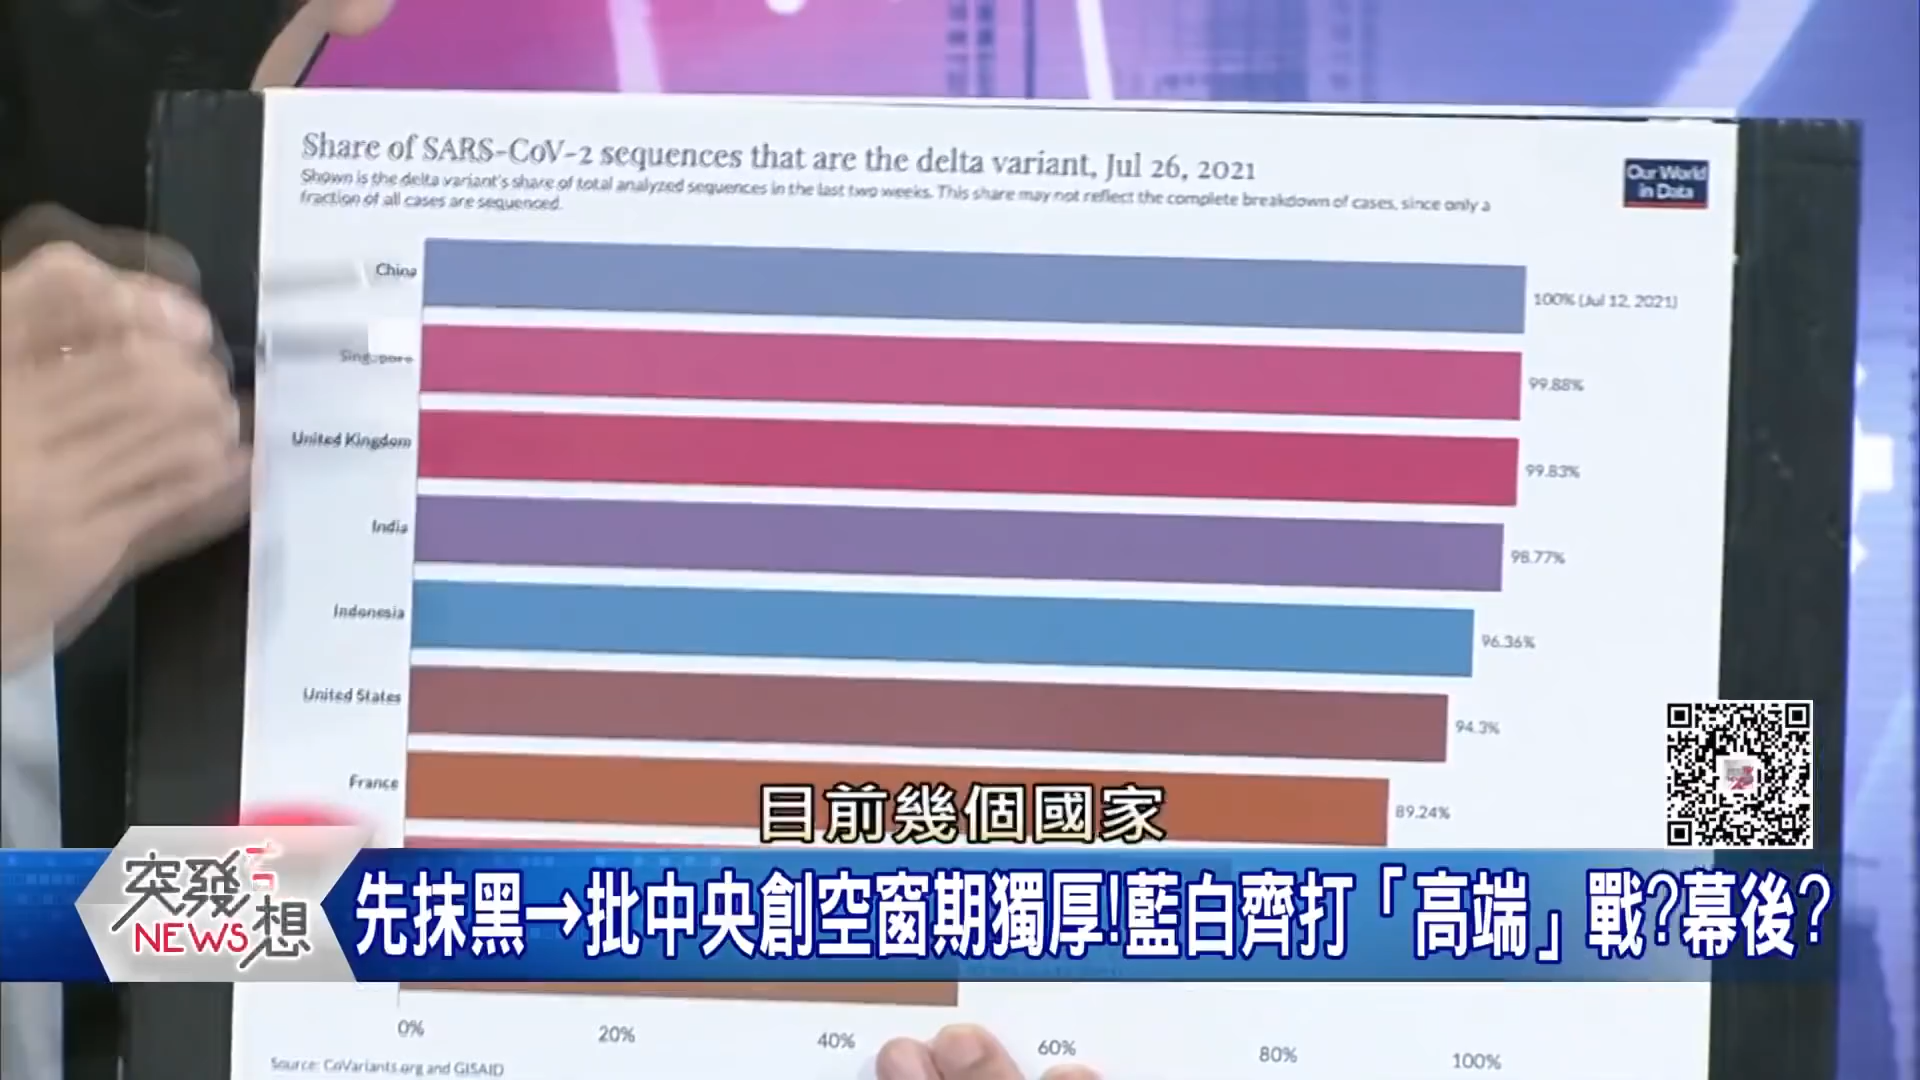 Share of SARS-CoV-2 sequences that are the delta variant, Jul 26, 2021
Shown is the delta variant's share of total analyzed sequences in the last two weeks. This share may not reflect the complete breakdown of cases, since only a
fraction of all cases are sequenced.
Our World
in Data
China
100% (Jul 12, 2021)
Singapore
99.88%
United Kingdom
99.83%
India
98.77%
Indonesia
96.36%
United States
94.3%
France
89.24%
目前幾個國家
突發五想
NEWS
先抹黑→批中央創空窗期獨厚!藍白齊打「高端」戰?幕後?
0%
20%
40%
60%
80%
100%
Source: CoVariants.org and GISAID